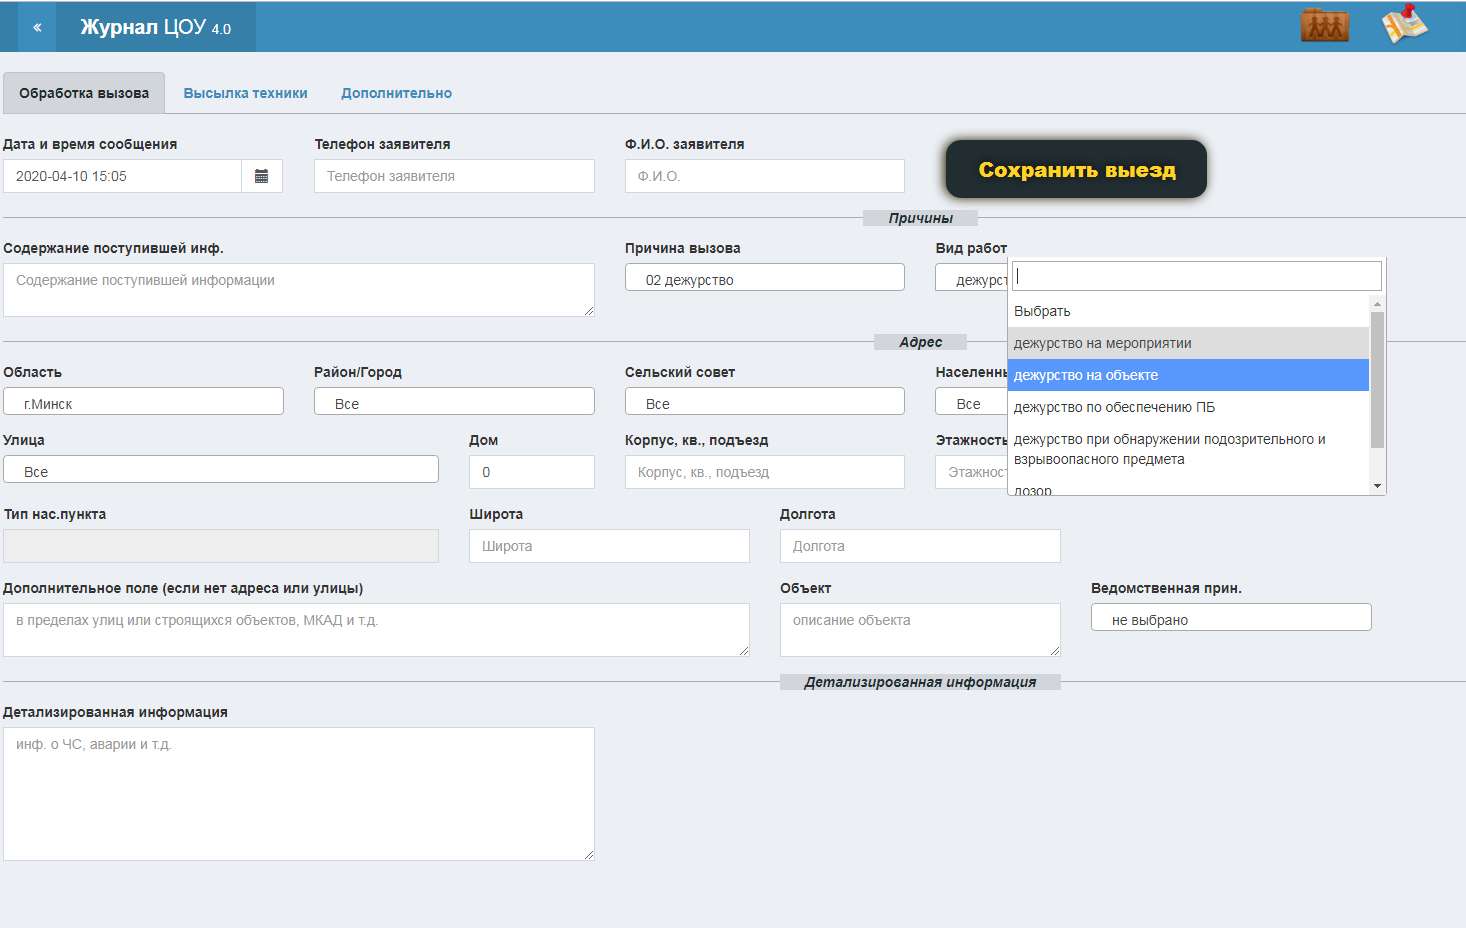 «
Журнал ЦОУ 4.0
Обработка вызова Высылка техники Дополнительно
Дата и время сообщения Телефон заявителя Ф.И.О. заявителя
2020-04-10 15:05 Телефон заявителя Ф.И.О. Сохранить выезд
Причины
Содержание поступившей инф. Причина вызова Вид работ
Содержание поступившей информации 02 дежурство дежурст
Выбрать
дежурство на мероприятии
дежурство на объекте
дежурство по обеспечению ПБ
дежурство при обнаружении подозрительного и
взрывоопасного предмета
дозор
Адрес
Область Район/Город Сельский совет Населенны
г.Минск Все Все Все
Улица Дом Корпус, кв., подъезд Этажность
Все 0 Корпус, кв., подъезд Этажнос
Тип нас.пункта Широта Долгота
Широта Долгота
Дополнительное поле (если нет адреса или улицы) Объект Ведомственная прин.
в пределах улиц или строящихся объектов, МКАД и т.д. описание объекта не выбрано
Детализированная информация
Детализированная информация
инф. о ЧС, аварии и т.д.